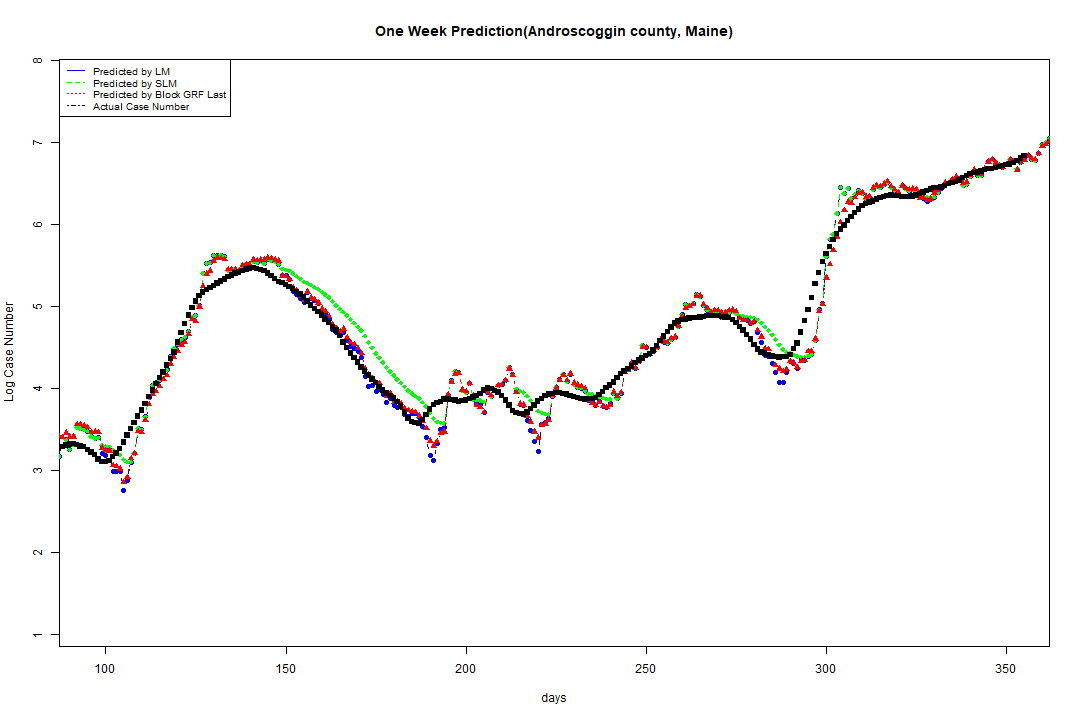 One Week Prediction(Androscoggin county, Maine)
Predicted by LM
Predicted by SLM
Predicted by Block GRF Last
Actual Case Number
8
7
6
5
4
3
2
1
Log Case Number
100 150 200 250 300 350
days